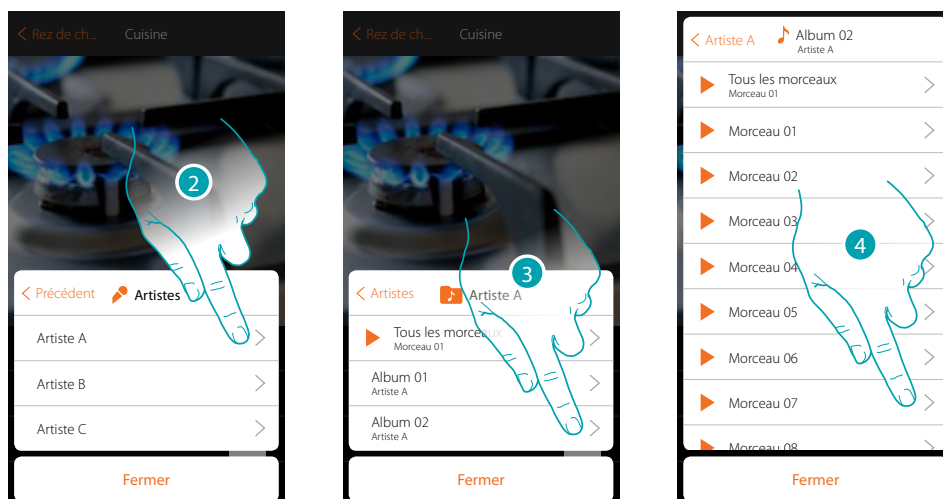 Rez de ch... Cuisine
2
Précédent Artistes
Artiste A
Artiste B
Artiste C
Fermer
Rez de ch... Cuisine
3
Artistes Artiste A
Tous les morceaux
Morceau 01
Album 01
Artiste A
Album 02
Artiste A
Fermer
Artiste A Album 02
Artiste A
Tous les morceaux
Morceau 01
Morceau 01
Morceau 02
Morceau 03
4
Morceau 04
Morceau 05
Morceau 06
Morceau 07
Morceau 08
Fermer